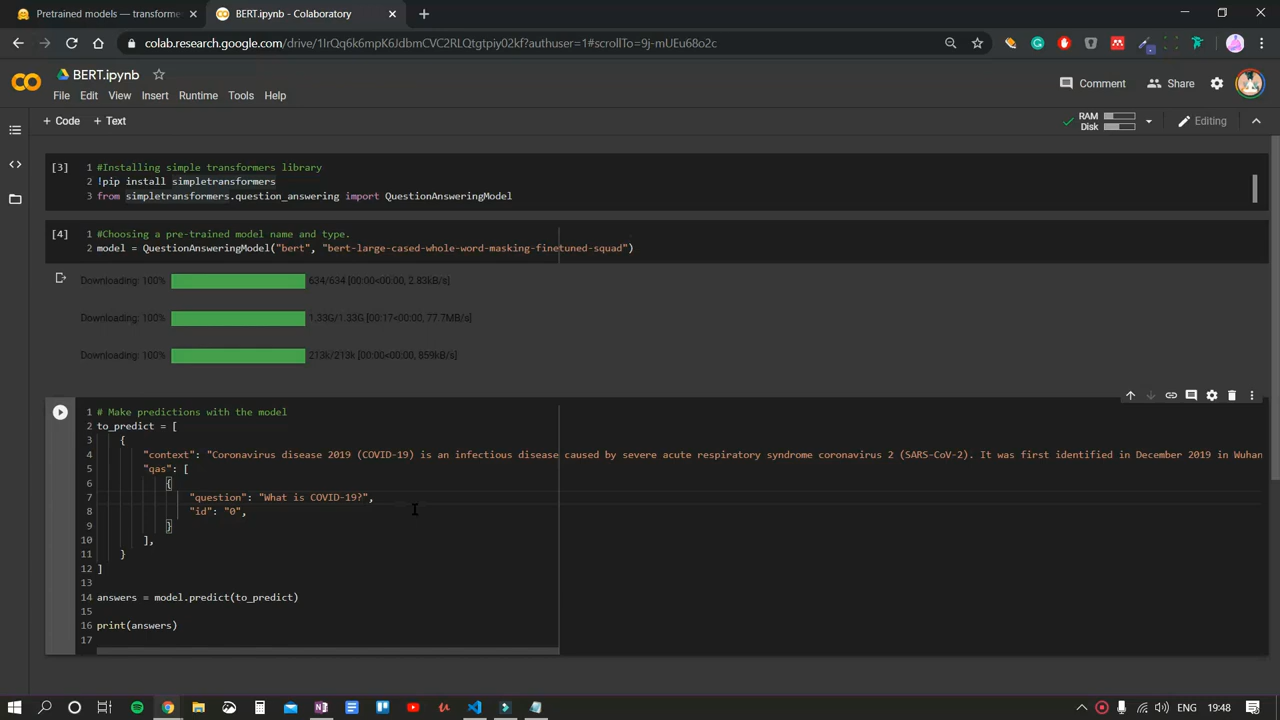 Pretrained models — transforme
BERT.ipynb - Colaboratory
colab.research.google.com/drive/1IrQq6k6mpK6JdbmCVC2RLQtgtpiy02kf?authuser=1#scrollTo=9j-mUEu68o2c
BERT.ipynb
File Edit View Insert Runtime Tools Help
Comment Share
+ Code + Text
RAM
Disk
Editing
[3]
1 #Installing simple transformers library
2 !pip install simpletransformers
3 from simpletransformers.question_answering import QuestionAnsweringModel
[4]
1 #Choosing a pre-trained model name and type.
2 model = QuestionAnsweringModel("bert", "bert-large-cased-whole-word-masking-finetuned-squad")
Downloading: 100% 634/634 [00:00<00:00, 2.83kB/s]
Downloading: 100% 1.33G/1.33G [00:17<00:00, 77.7MB/s]
Downloading: 100% 213k/213k [00:00<00:00, 859kB/s]
1 # Make predictions with the model
2 to_predict = [
3 {
4 "context": "Coronavirus disease 2019 (COVID-19) is an infectious disease caused by severe acute respiratory syndrome coronavirus 2 (SARS-CoV-2). It was first identified in December 2019 in Wuhan
5 "qas": [
6 {
7 "question": "What is COVID-19?",
8 "id": "0",
9 }
10 ],
11 }
12 ]
13
14 answers = model.predict(to_predict)
15
16 print(answers)
17
ENG 19:48